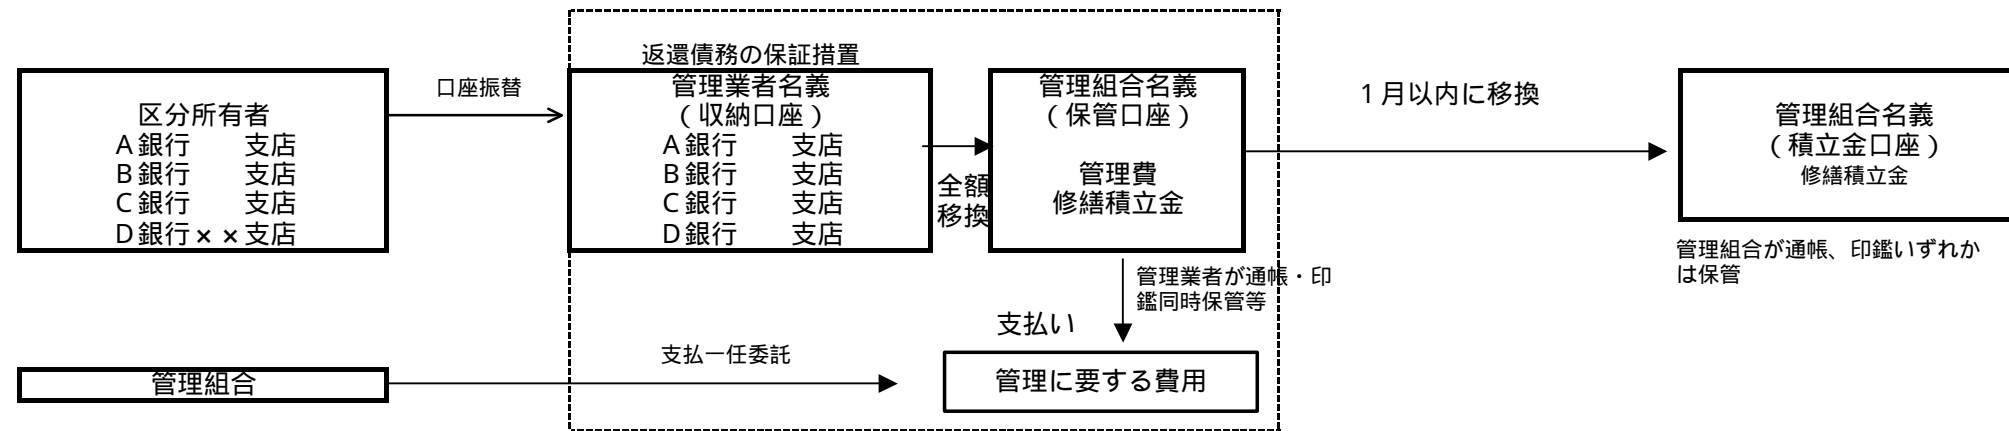 返還債務の保証措置
区分所有者
A銀行　　支店
B銀行　　支店
C銀行　　支店
D銀行××支店
口座振替
管理業者名義
(収納口座)
A銀行　　支店
B銀行　　支店
C銀行　　支店
D銀行　　支店
全額
移換
管理組合名義
(保管口座)
管理費
修繕積立金
1月以内に移換
管理組合名義
(積立金口座)
修繕積立金
管理組合が通帳、印鑑いずれか
は保管
管理業者が通帳・印
鑑同時保管等
支払い
管理組合
支払一任委託
管理に要する費用